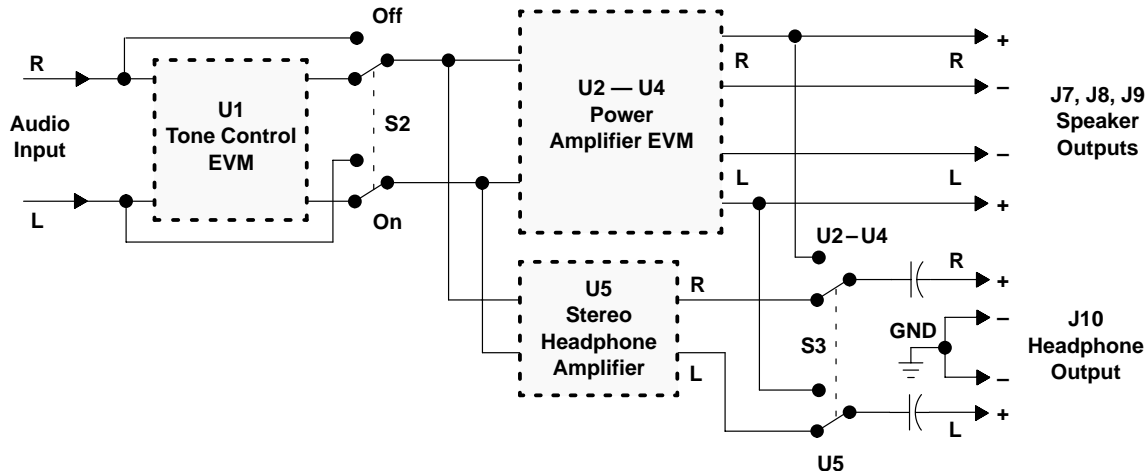 Off
R
Audio
Input
L
U1
Tone Control
EVM
S2
On
U2 — U4
Power
Amplifier EVM
R
R
L
L
+
–
–
+
J7, J8, J9
Speaker
Outputs
U5
Stereo
Headphone
Amplifier
R
L
U2 – U4
S3
U5
GND
R
L
+
–
–
+
J10
Headphone
Output